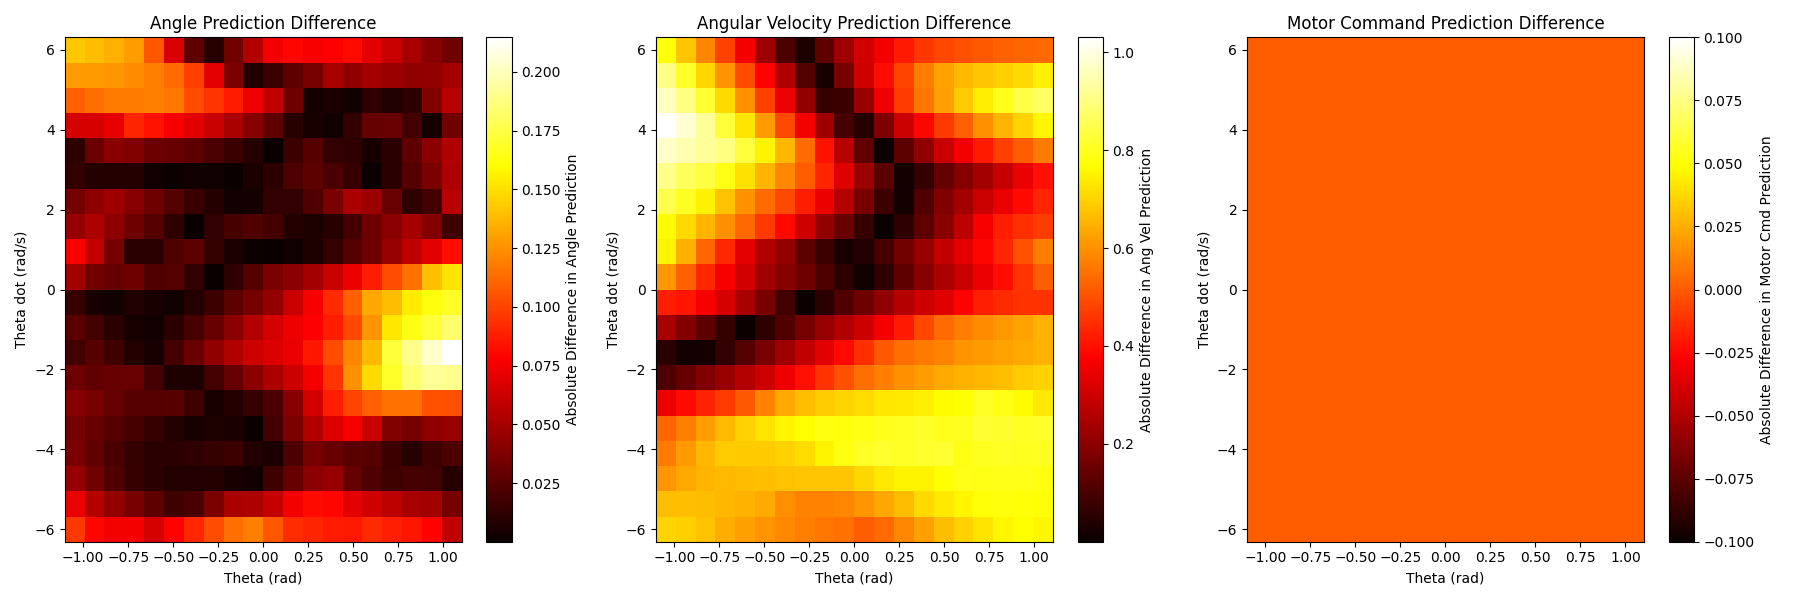 Angle Prediction Difference
6
4
2
0
−2
−4
−6
−1.00 −0.75 −0.50 −0.25 0.00 0.25 0.50 0.75 1.00
Theta (rad)
Theta dot (rad/s)
0.200
0.175
0.150
0.125
0.100
0.075
0.050
0.025
Absolute Difference in Angle Prediction
Angular Velocity Prediction Difference
6
4
2
0
−2
−4
−6
−1.00 −0.75 −0.50 −0.25 0.00 0.25 0.50 0.75 1.00
Theta (rad)
Theta dot (rad/s)
1.0
0.8
0.6
0.4
0.2
Absolute Difference in Ang Vel Prediction
Motor Command Prediction Difference
6
4
2
0
−2
−4
−6
−1.00 −0.75 −0.50 −0.25 0.00 0.25 0.50 0.75 1.00
Theta (rad)
Theta dot (rad/s)
0.100
0.075
0.050
0.025
0.000
−0.025
−0.050
−0.075
−0.100
Absolute Difference in Motor Cmd Prediction